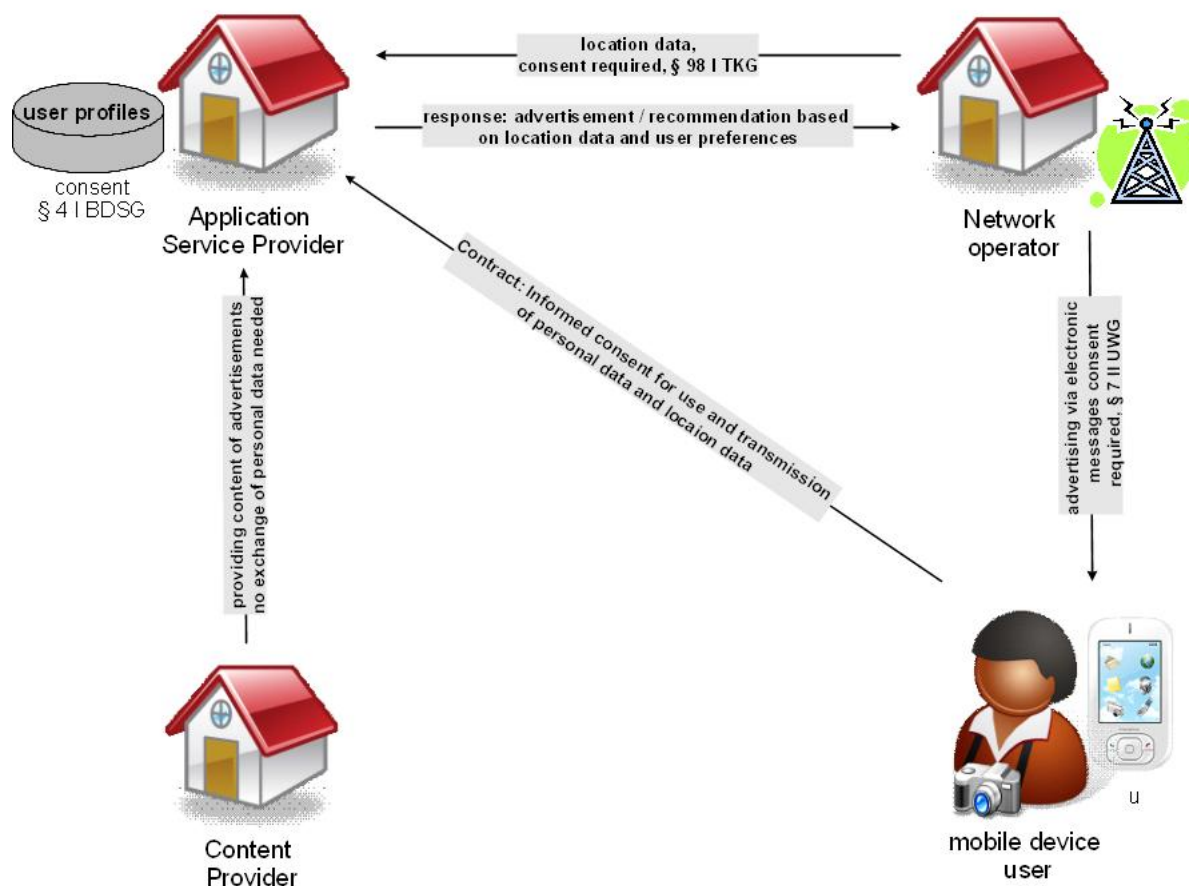 location data,
consent required, § 98 I TKG
user profiles
response: advertisement / recommendation based
on location data and user preferences
consent
§ 4 I BDSG
Application
Service Provider
Network
operator
Contract: Informed consent for use and transmission
of personal data and locaion data
providing content of advertisements
no exchange of personal data needed
advertising via electronic
messages consent
required, § 7 II UWG
u
mobile device
user
Content
Provider